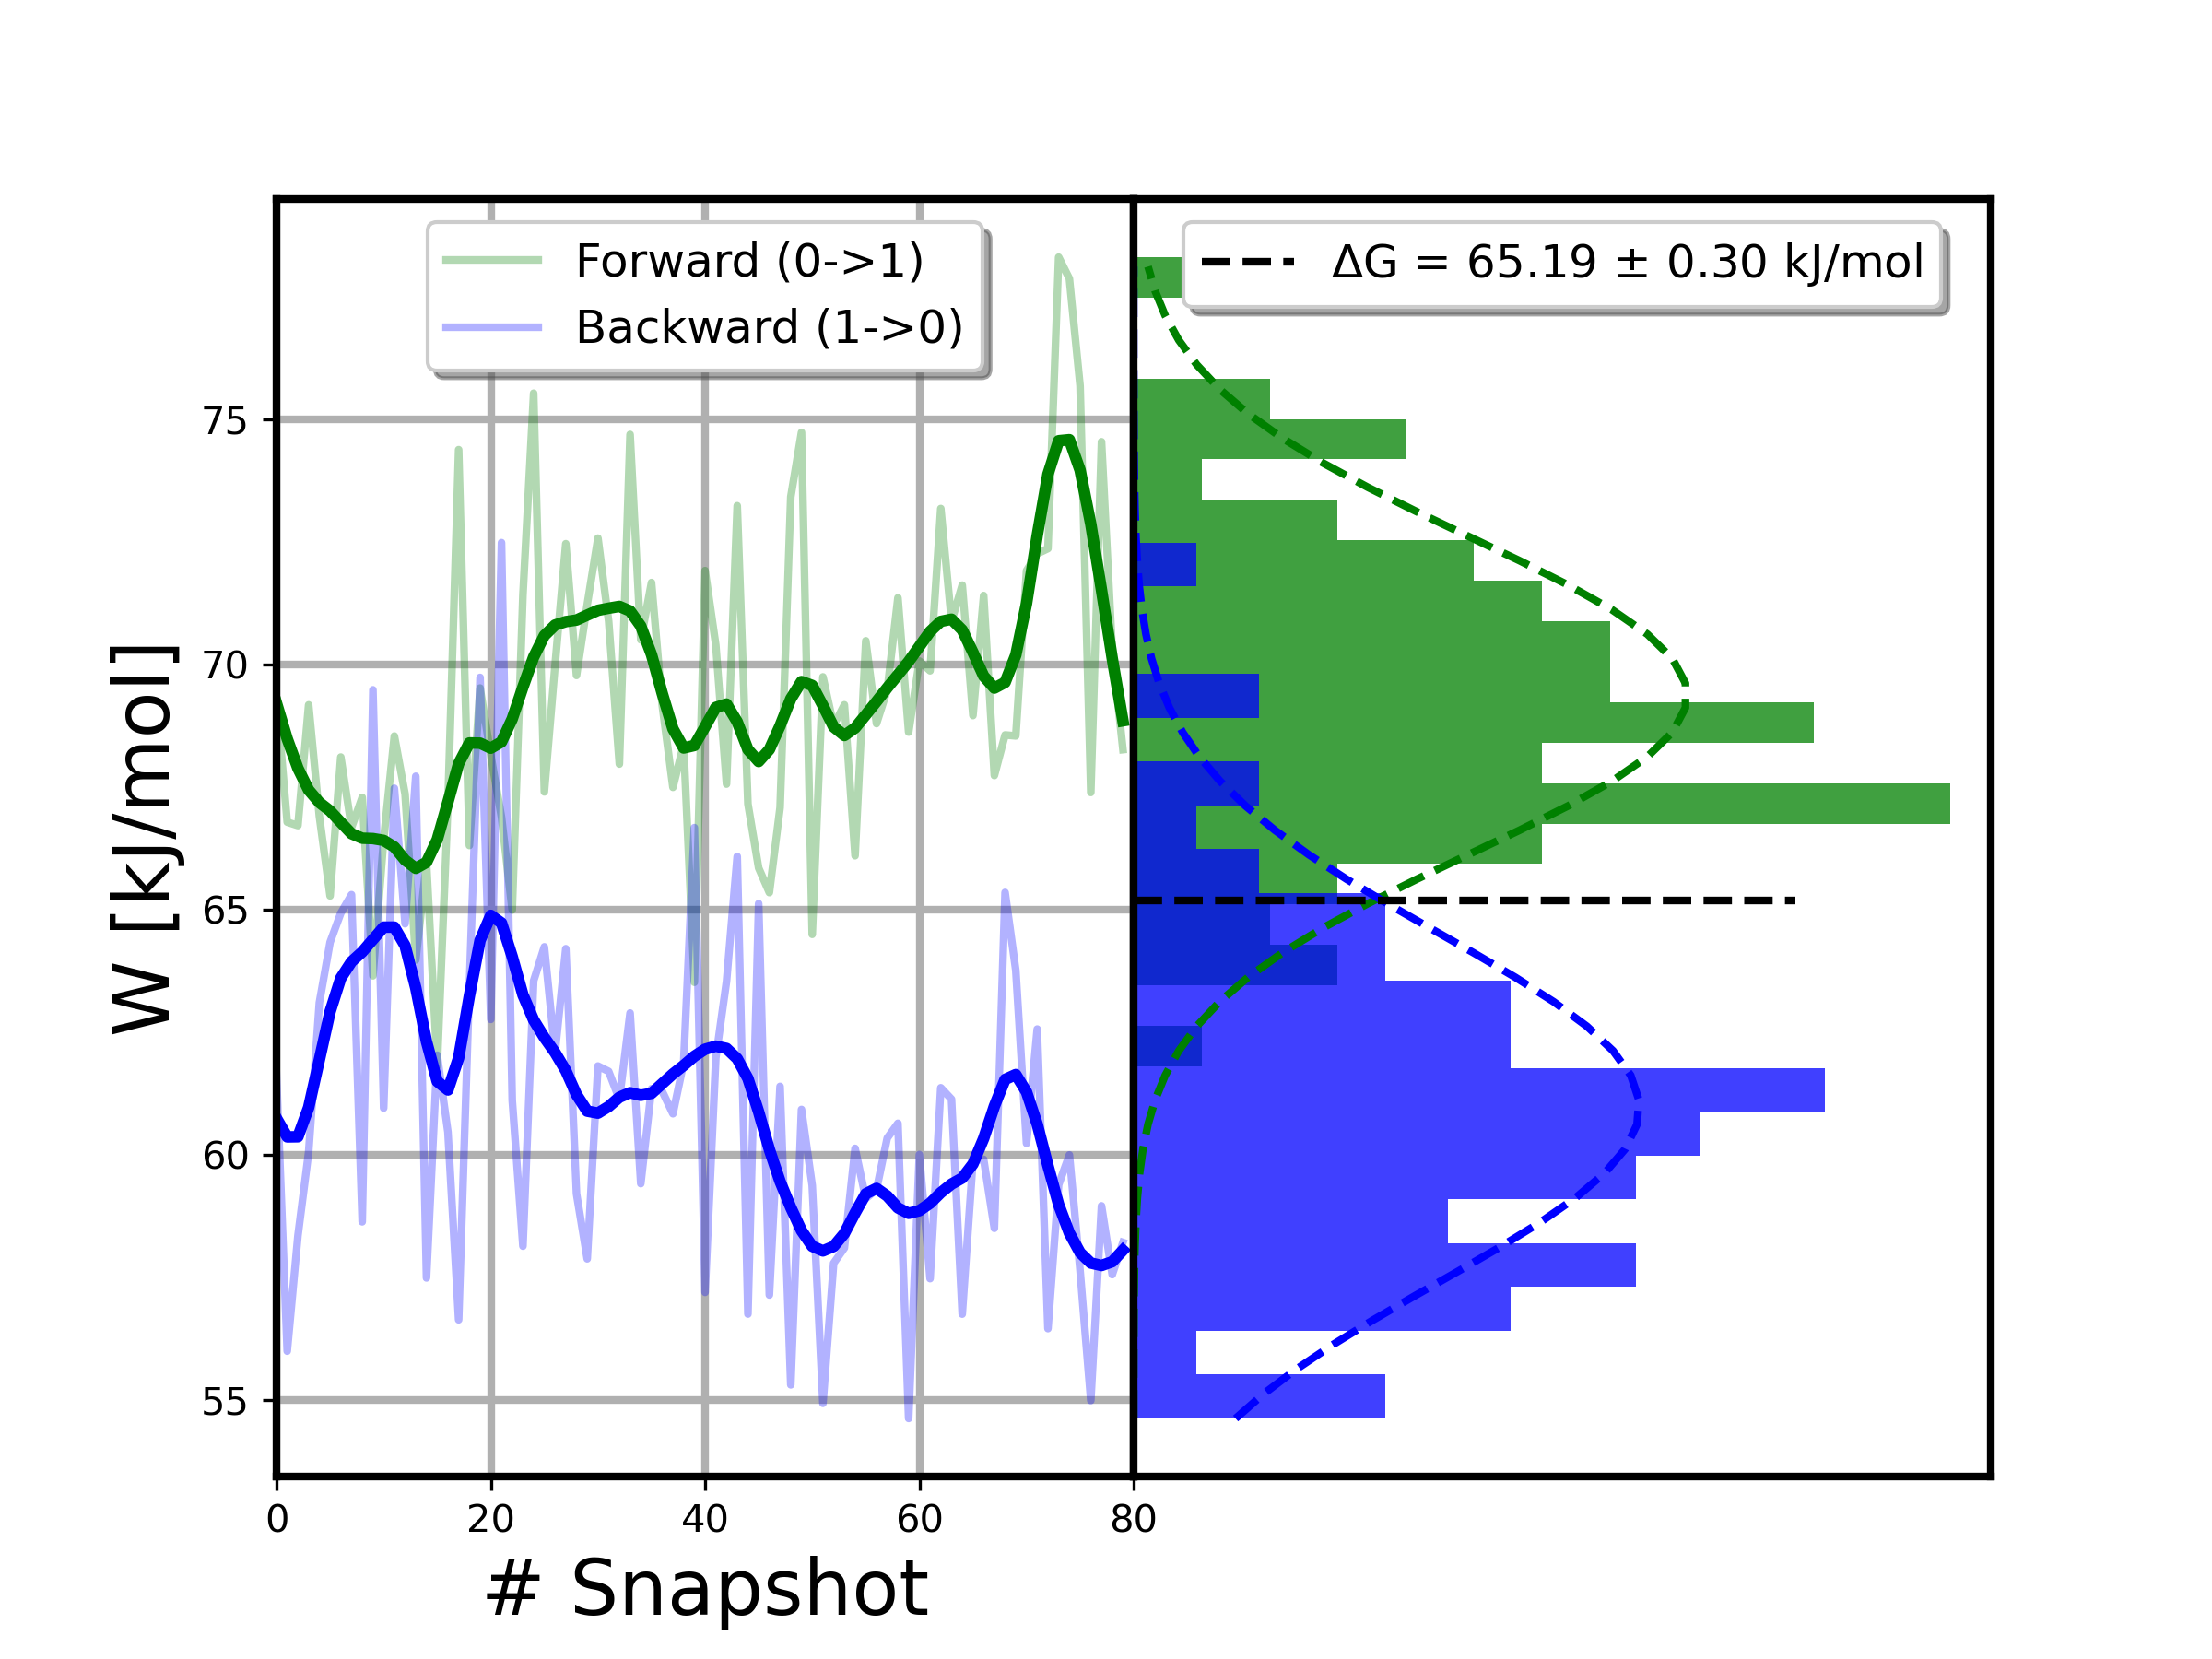 Forward (0->1)
Backward (1->0)
ΔG = 65.19 ± 0.30 kJ/mol
75
70
65
60
55
W [kJ/mol]
0 20 40 60 80
# Snapshot